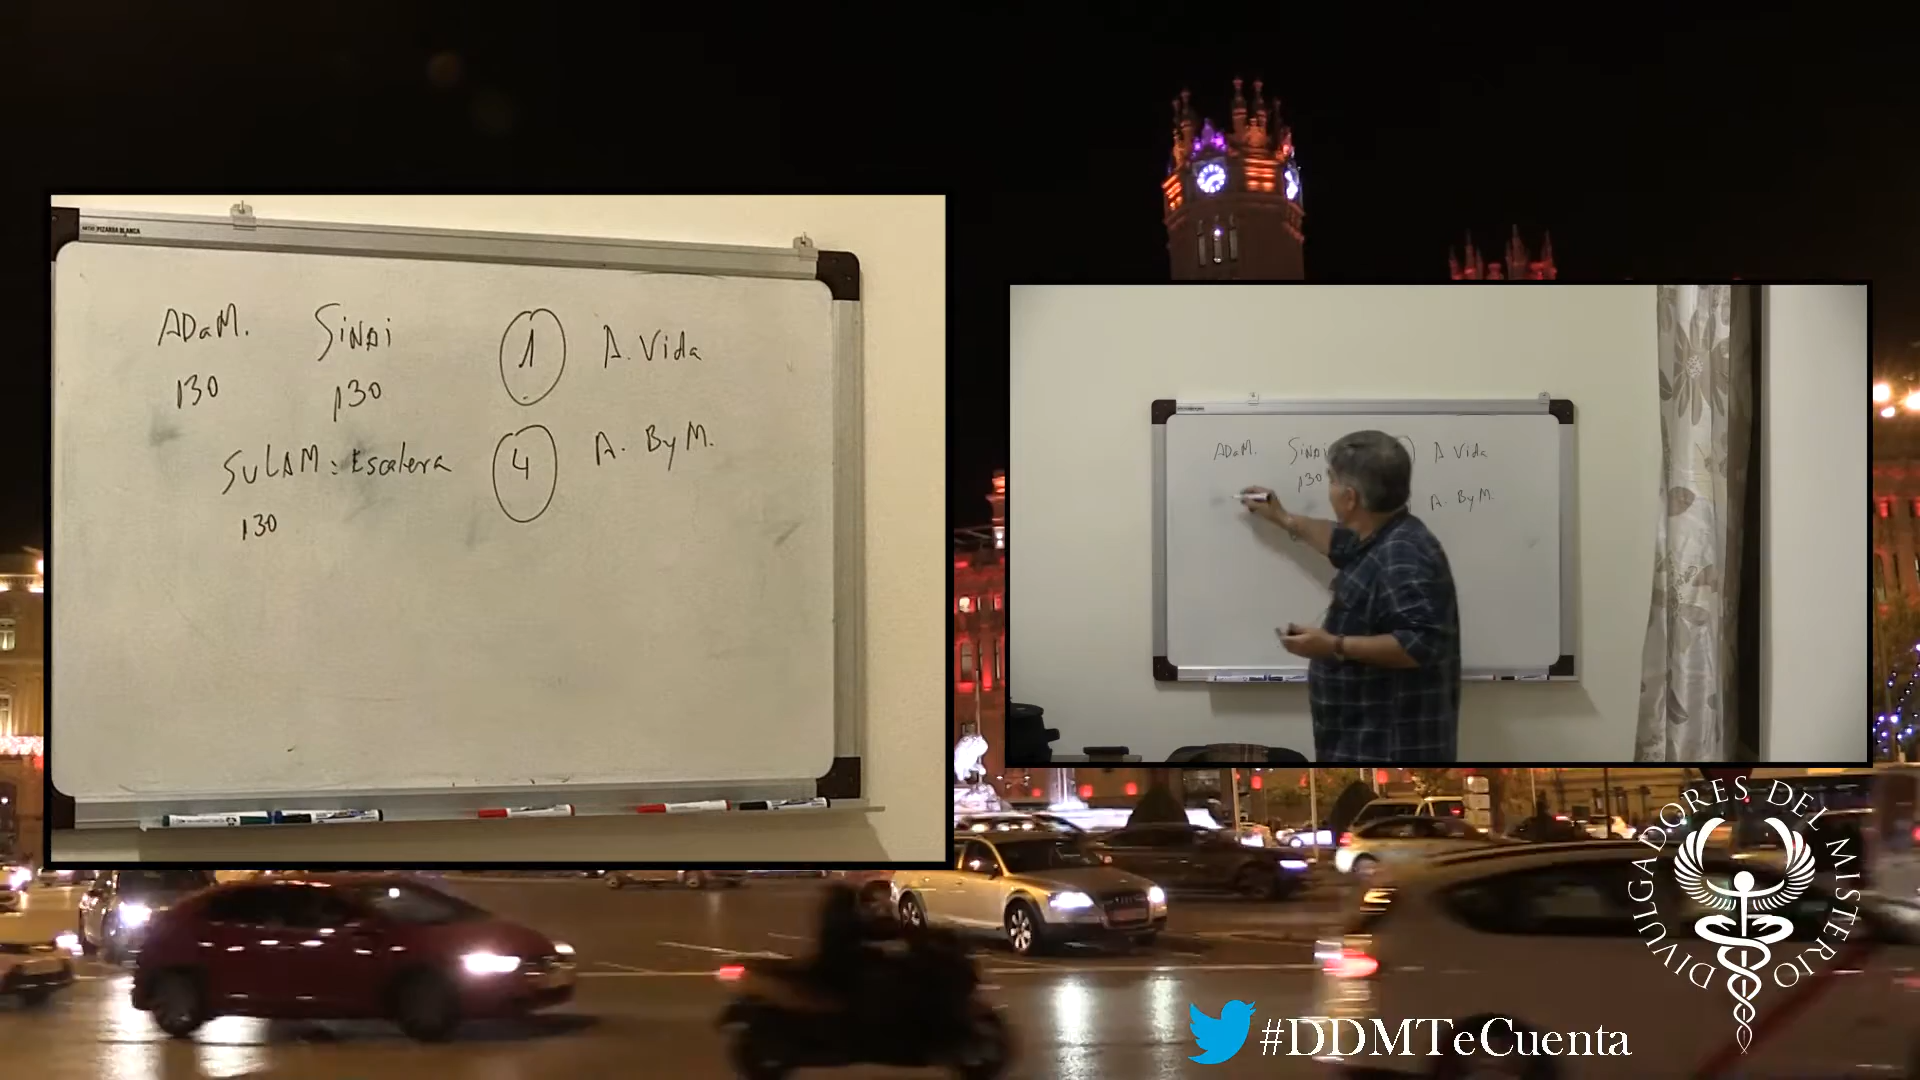 PIZARRA BLANCA
ADaM. SiNAi 1 A. Vida
130 130
SULAM: Escalera 4 A. ByM.
130
ADaM. SiNAi A Vida
130
A. ByM.
DIVULGADORES DEL MISTERIO
#DDMTeCuenta